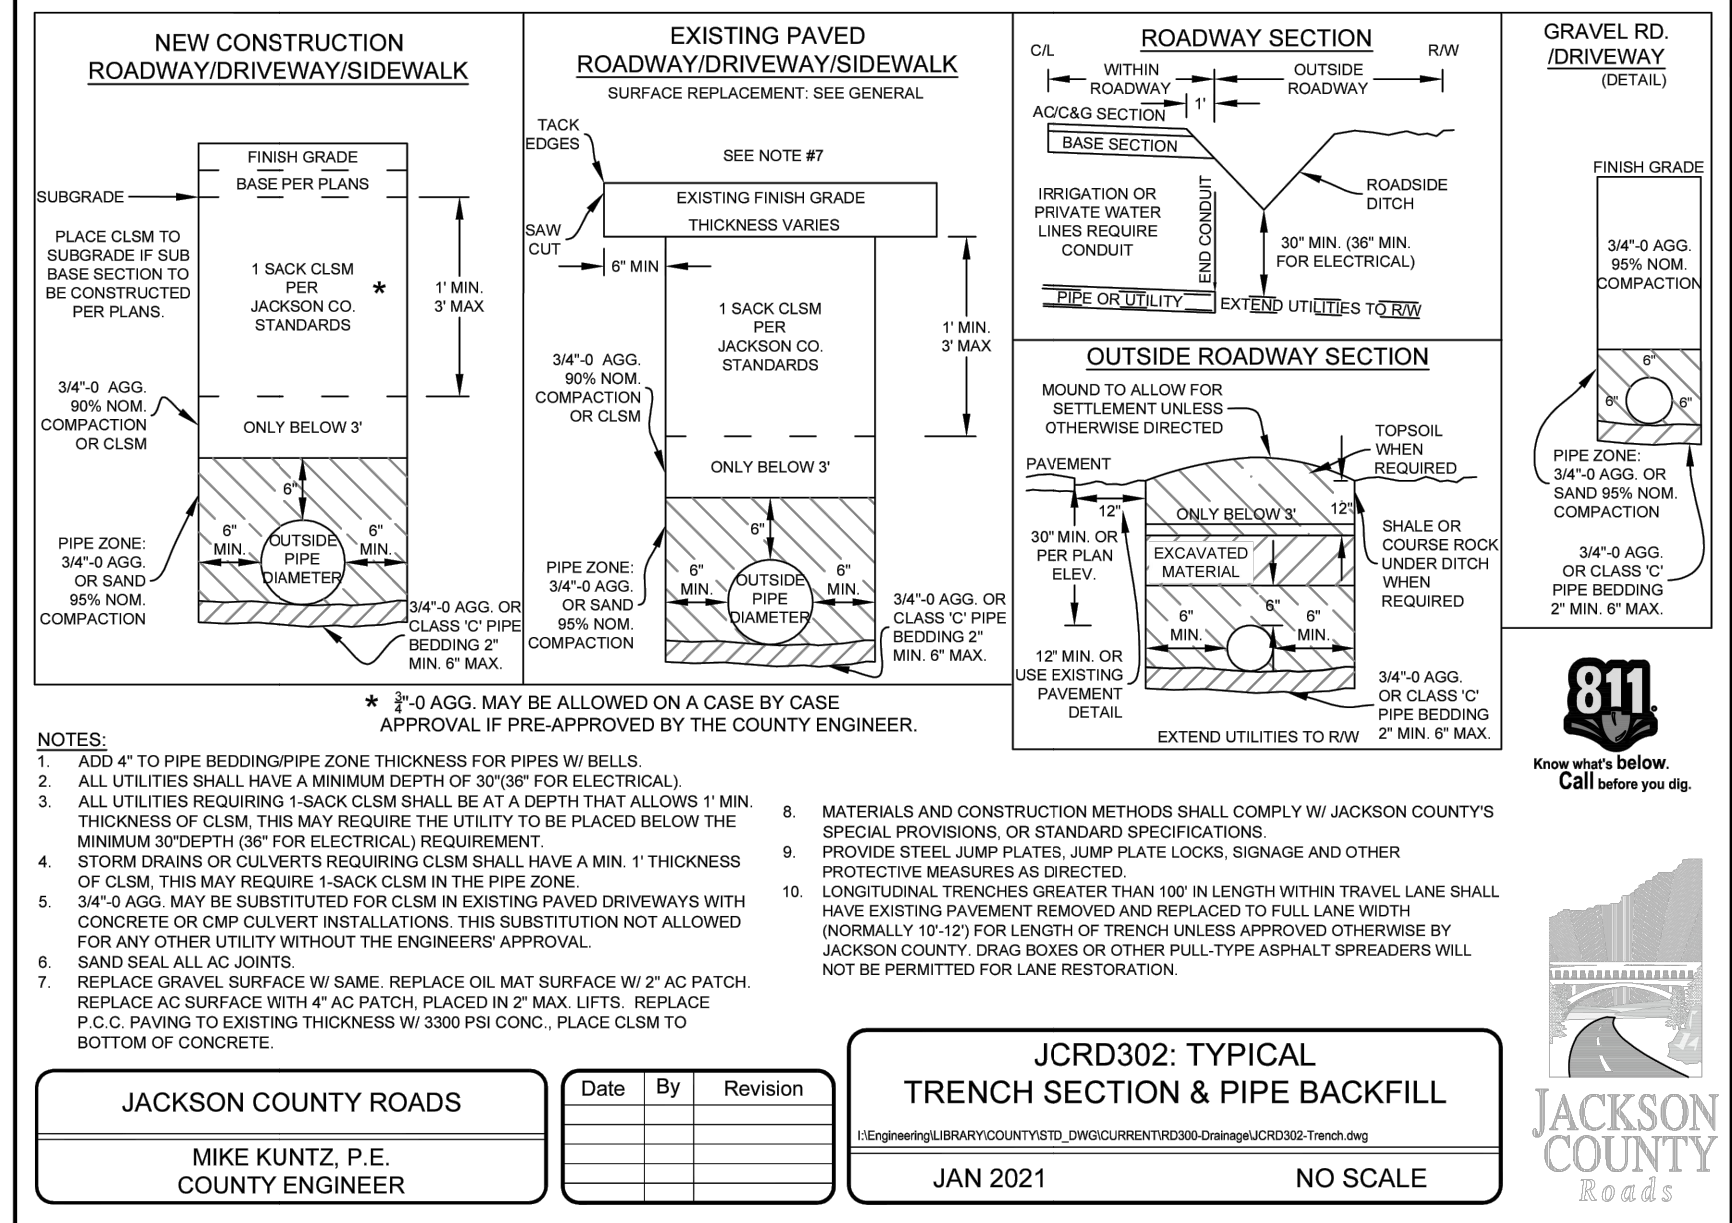 NEW CONSTRUCTION
ROADWAY/DRIVEWAY/SIDEWALK
FINISH GRADE
BASE PER PLANS
SUBGRADE
PLACE CLSM TO
SUBGRADE IF SUB
BASE SECTION TO
BE CONSTRUCTED
PER PLANS.
1 SACK CLSM
PER
JACKSON CO.
STANDARDS
*
1' MIN.
3' MAX
3/4"-0 AGG.
90% NOM.
COMPACTION
OR CLSM
ONLY BELOW 3'
6"
6"
MIN.
6"
MIN.
OUTSIDE
PIPE
DIAMETER
PIPE ZONE:
3/4"-0 AGG.
OR SAND
95% NOM.
COMPACTION
3/4"-0 AGG. OR
CLASS 'C' PIPE
BEDDING 2"
MIN. 6" MAX.
EXISTING PAVED
ROADWAY/DRIVEWAY/SIDEWALK
SURFACE REPLACEMENT: SEE GENERAL
TACK
EDGES
SEE NOTE #7
EXISTING FINISH GRADE
THICKNESS VARIES
SAW
CUT
6" MIN
1 SACK CLSM
PER
JACKSON CO.
STANDARDS
1' MIN.
3' MAX
3/4"-0 AGG.
90% NOM.
COMPACTION
OR CLSM
ONLY BELOW 3'
6"
6"
MIN.
6"
MIN.
OUTSIDE
PIPE
DIAMETER
PIPE ZONE:
3/4"-0 AGG.
OR SAND
95% NOM.
COMPACTION
3/4"-0 AGG. OR
CLASS 'C' PIPE
BEDDING 2"
MIN. 6" MAX.
ROADWAY SECTION
C/L
R/W
WITHIN
ROADWAY
OUTSIDE
ROADWAY
1'
AC/C&G SECTION
BASE SECTION
IRRIGATION OR
PRIVATE WATER
LINES REQUIRE
CONDUIT
END CONDUIT
ROADSIDE
DITCH
30" MIN. (36" MIN.
FOR ELECTRICAL)
PIPE OR UTILITY
EXTEND UTILITIES TO R/W
OUTSIDE ROADWAY SECTION
MOUND TO ALLOW FOR
SETTLEMENT UNLESS
OTHERWISE DIRECTED
TOPSOIL
WHEN
REQUIRED
PAVEMENT
12"
12"
ONLY BELOW 3'
30" MIN. OR
PER PLAN
ELEV.
EXCAVATED
MATERIAL
SHALE OR
COURSE ROCK
UNDER DITCH
WHEN
REQUIRED
6"
6"
MIN.
6"
MIN.
12" MIN. OR
USE EXISTING
PAVEMENT
DETAIL
3/4"-0 AGG.
OR CLASS 'C'
PIPE BEDDING
2" MIN. 6" MAX.
EXTEND UTILITIES TO R/W
GRAVEL RD.
/DRIVEWAY
(DETAIL)
FINISH GRADE
3/4"-0 AGG.
95% NOM.
COMPACTION
6"
6"
6"
PIPE ZONE:
3/4"-0 AGG. OR
SAND 95% NOM.
COMPACTION
3/4"-0 AGG.
OR CLASS 'C'
PIPE BEDDING
2" MIN. 6" MAX.
811
Know what's below.
Call before you dig.
* 3/4"-0 AGG. MAY BE ALLOWED ON A CASE BY CASE
APPROVAL IF PRE-APPROVED BY THE COUNTY ENGINEER.
NOTES:
1. ADD 4" TO PIPE BEDDING/PIPE ZONE THICKNESS FOR PIPES W/ BELLS.
2. ALL UTILITIES SHALL HAVE A MINIMUM DEPTH OF 30"(36" FOR ELECTRICAL).
3. ALL UTILITIES REQUIRING 1-SACK CLSM SHALL BE AT A DEPTH THAT ALLOWS 1' MIN.
THICKNESS OF CLSM, THIS MAY REQUIRE THE UTILITY TO BE PLACED BELOW THE
MINIMUM 30"DEPTH (36" FOR ELECTRICAL) REQUIREMENT.
4. STORM DRAINS OR CULVERTS REQUIRING CLSM SHALL HAVE A MIN. 1' THICKNESS
OF CLSM, THIS MAY REQUIRE 1-SACK CLSM IN THE PIPE ZONE.
5. 3/4"-0 AGG. MAY BE SUBSTITUTED FOR CLSM IN EXISTING PAVED DRIVEWAYS WITH
CONCRETE OR CMP CULVERT INSTALLATIONS. THIS SUBSTITUTION NOT ALLOWED
FOR ANY OTHER UTILITY WITHOUT THE ENGINEERS' APPROVAL.
6. SAND SEAL ALL AC JOINTS.
7. REPLACE GRAVEL SURFACE W/ SAME. REPLACE OIL MAT SURFACE W/ 2" AC PATCH.
REPLACE AC SURFACE WITH 4" AC PATCH, PLACED IN 2" MAX. LIFTS. REPLACE
P.C.C. PAVING TO EXISTING THICKNESS W/ 3300 PSI CONC., PLACE CLSM TO
BOTTOM OF CONCRETE.
8. MATERIALS AND CONSTRUCTION METHODS SHALL COMPLY W/ JACKSON COUNTY'S
SPECIAL PROVISIONS, OR STANDARD SPECIFICATIONS.
9. PROVIDE STEEL JUMP PLATES, JUMP PLATE LOCKS, SIGNAGE AND OTHER
PROTECTIVE MEASURES AS DIRECTED.
10. LONGITUDINAL TRENCHES GREATER THAN 100' IN LENGTH WITHIN TRAVEL LANE SHALL
HAVE EXISTING PAVEMENT REMOVED AND REPLACED TO FULL LANE WIDTH
(NORMALLY 10'-12') FOR LENGTH OF TRENCH UNLESS APPROVED OTHERWISE BY
JACKSON COUNTY. DRAG BOXES OR OTHER PULL-TYPE ASPHALT SPREADERS WILL
NOT BE PERMITTED FOR LANE RESTORATION.
JACKSON COUNTY ROADS
MIKE KUNTZ, P.E.
COUNTY ENGINEER
Date By Revision
JCRD302: TYPICAL
TRENCH SECTION & PIPE BACKFILL
I:\Engineering\LIBRARY\COUNTY\STD_DWG\CURRENT\RD300-Drainage\JCRD302-Trench.dwg
JAN 2021 NO SCALE
JACKSON
COUNTY
Roads